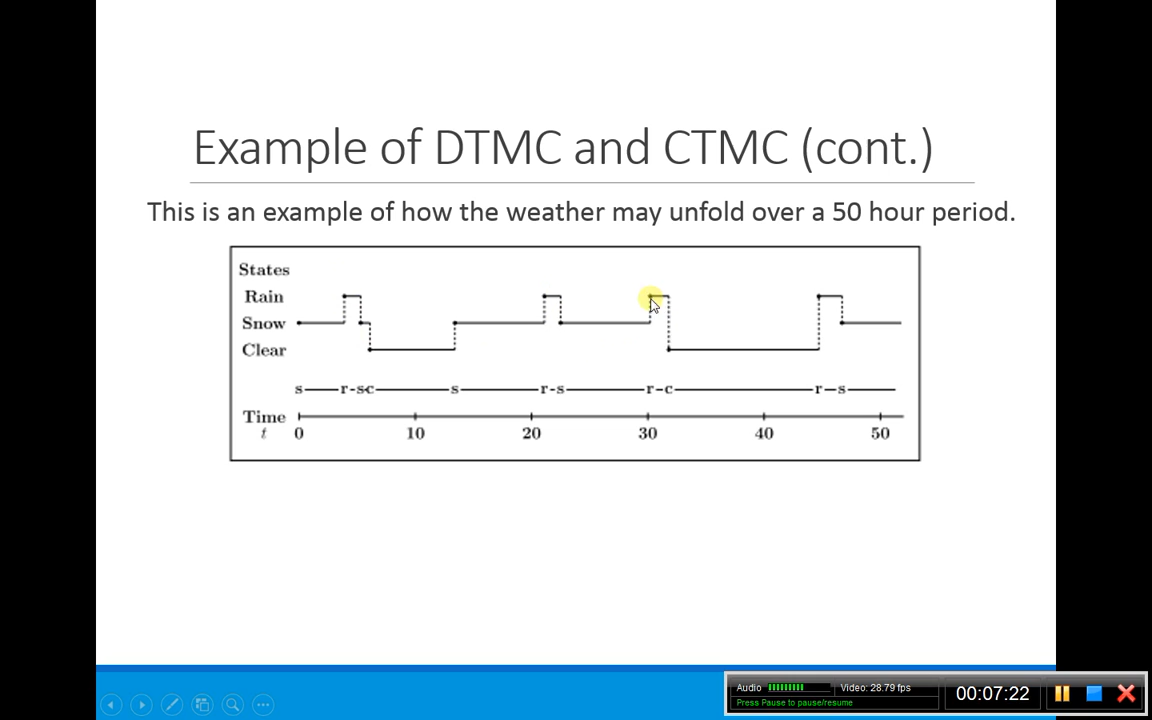 Example of DTMC and CTMC (cont.)
This is an example of how the weather may unfold over a 50 hour period.
States
Rain
Snow
Clear
s r-sc s r-s r-c r-s
Time
t 0 10 20 30 40 50
Audio Video: 28.79 fps
Press Pause to pause/resume
00:07:22